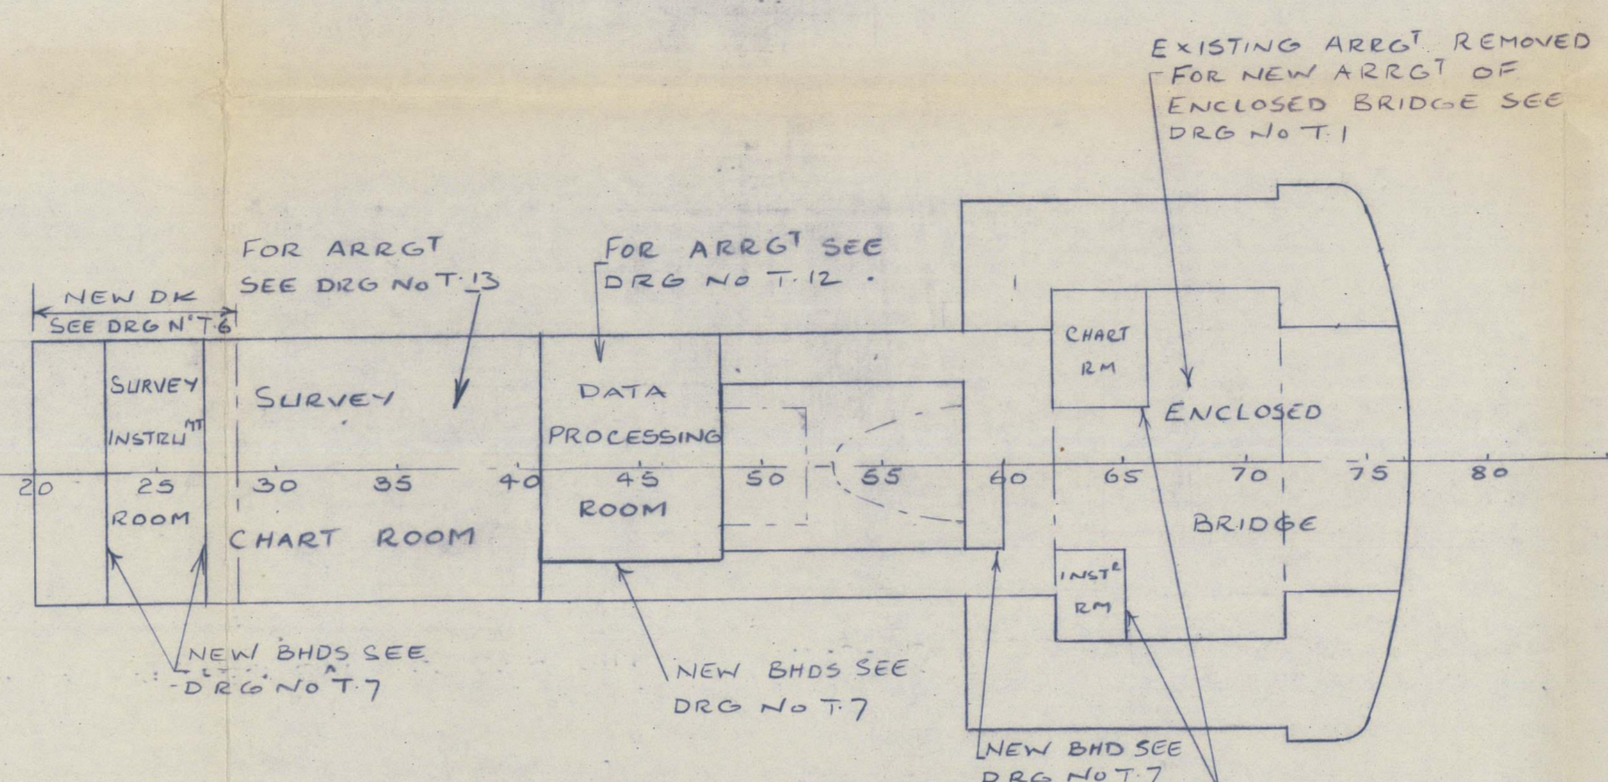 EXISTING ARRGT REMOVED
FOR NEW ARRGT OF
ENCLOSED BRIDGE SEE
DRG No T.1
FOR ARRGT
SEE DRG No T.13
FOR ARRGT SEE
DRG No T.12.
NEW DK
SEE DRG No T.6
SURVEY
INSTRUMT
ROOM
SURVEY
CHART ROOM
DATA
PROCESSING
ROOM
CHART
RM
ENCLOSED
BRIDGE
INSTR
RM
20 25 30 35 40 45 50 55 60 65 70 75 80
NEW BHDS SEE
DRG No T.7
NEW BHDS SEE
DRG No T.7
NEW BHD SEE
DRG No T.7